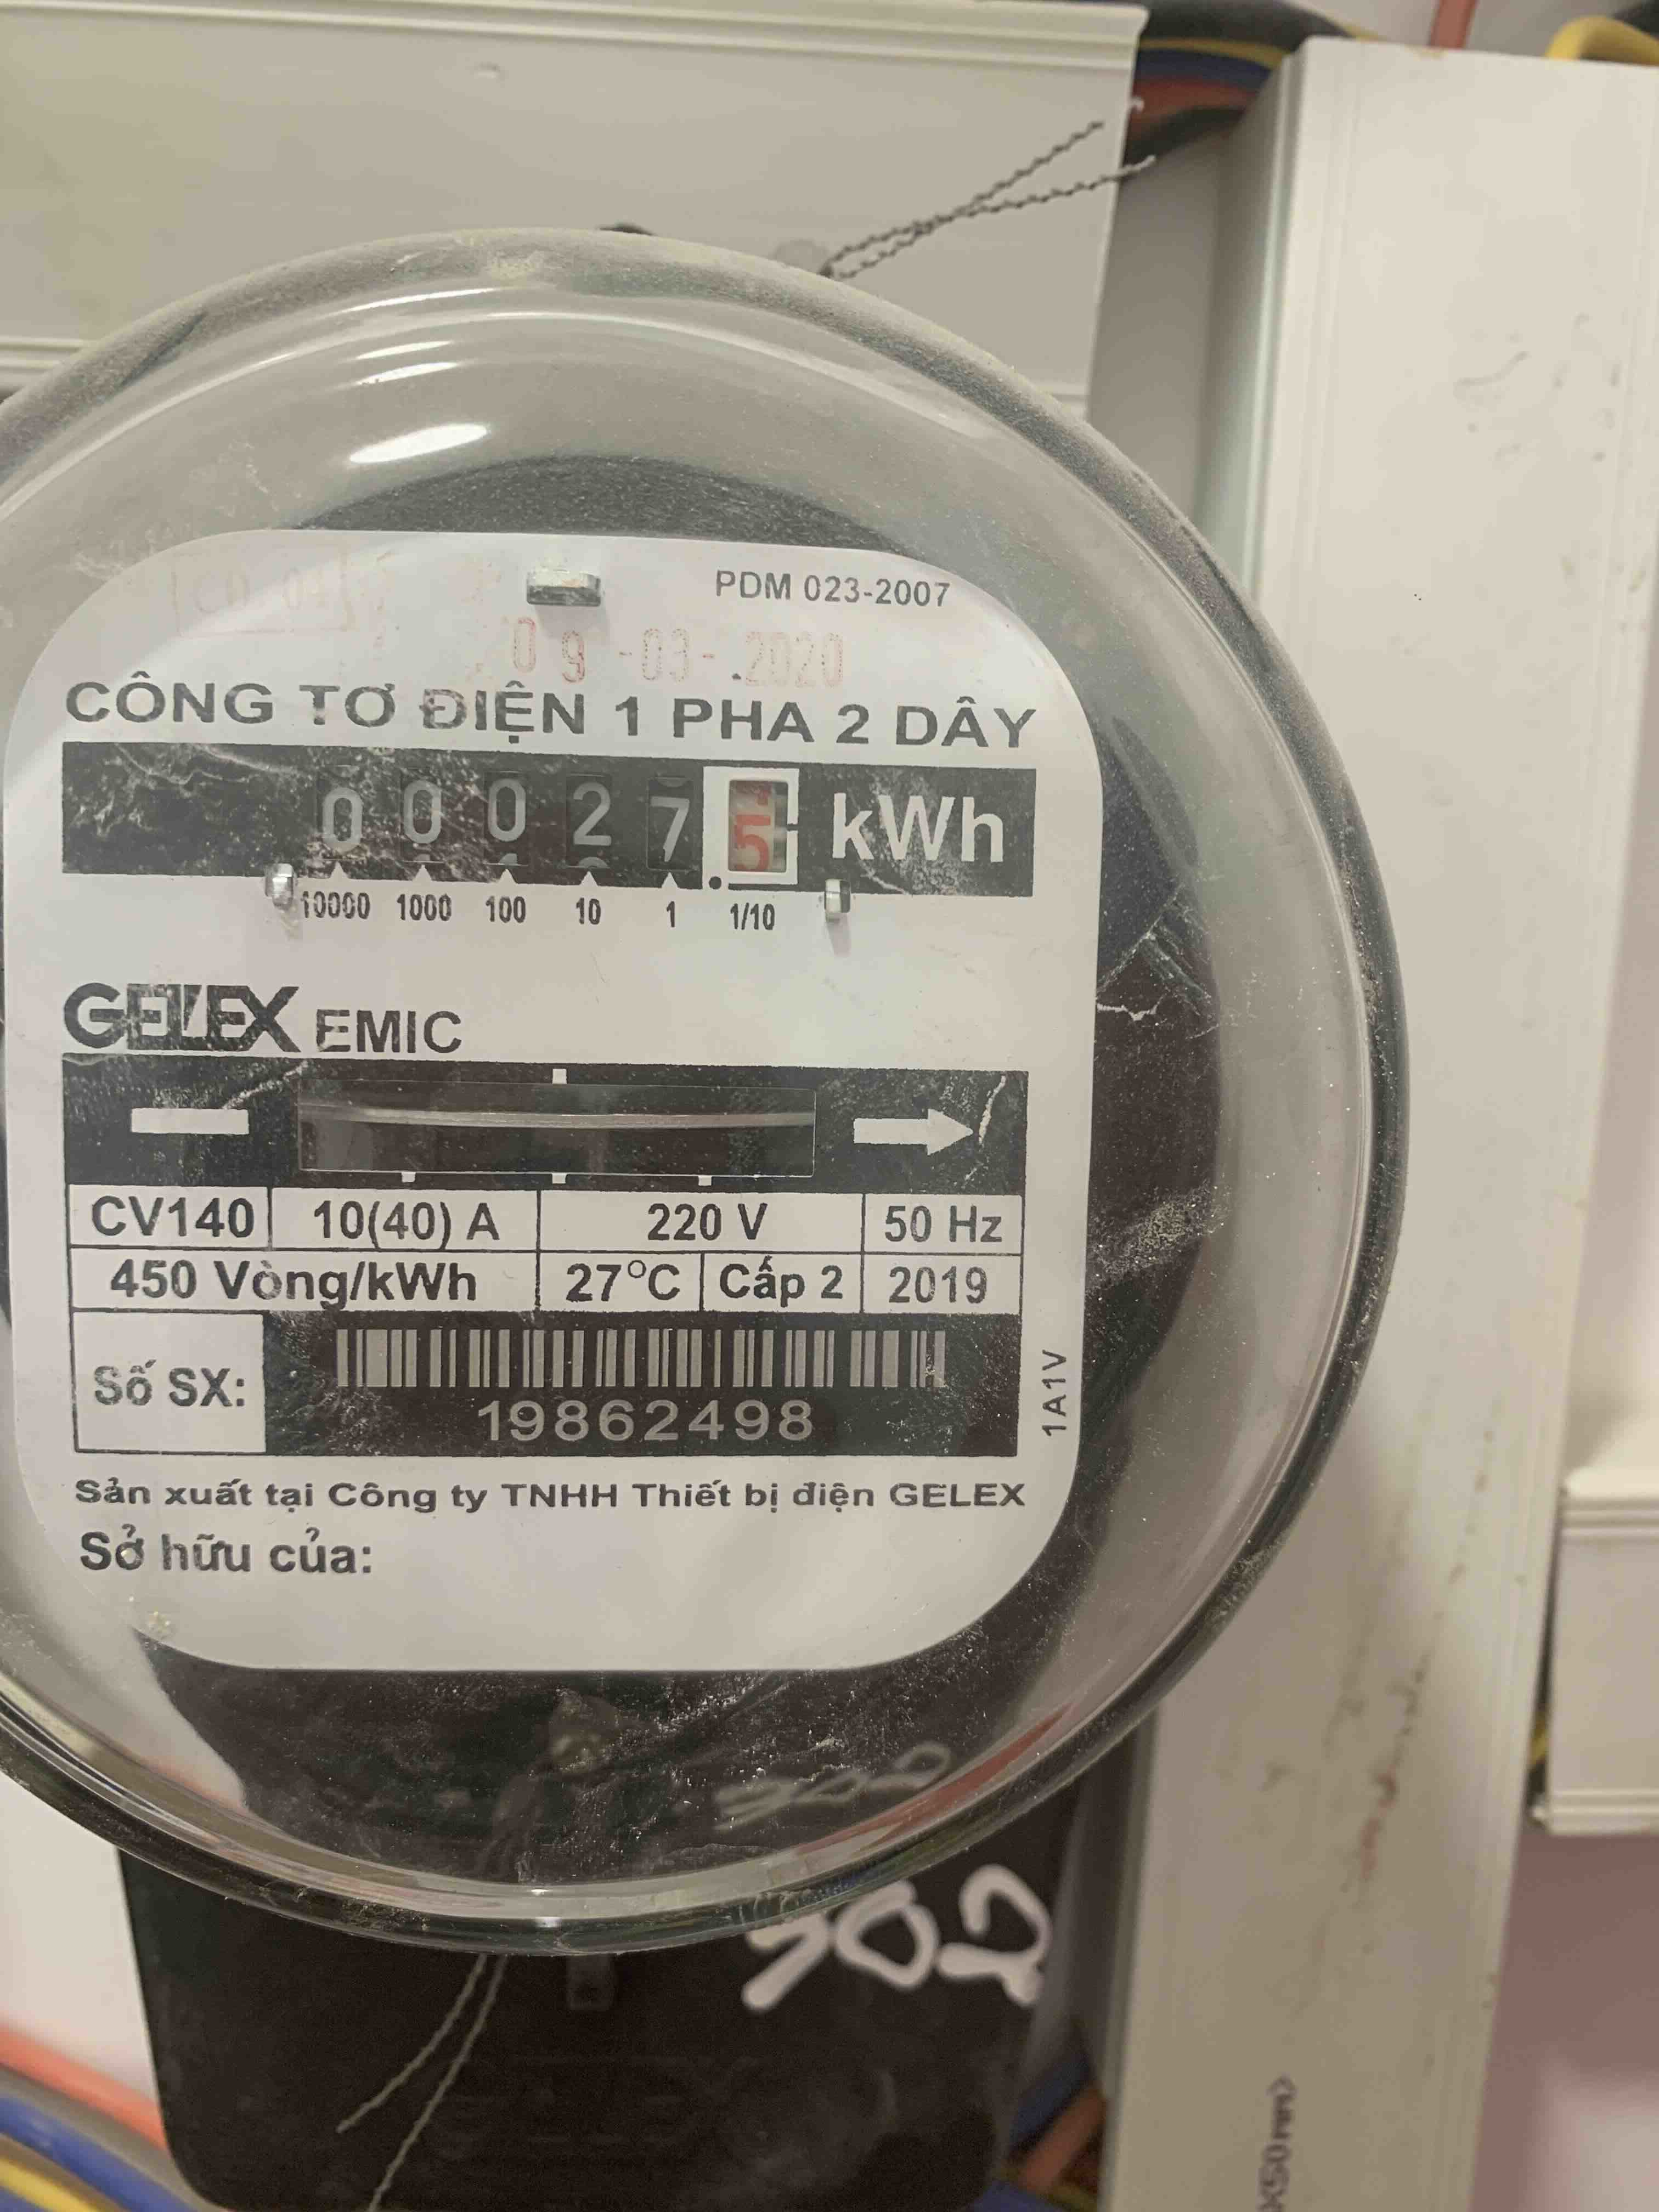 PDM 023-2007
09-03-.2020
CÔNG TƠ ĐIỆN 1 PHA 2 DÂY
0 0 0 2 7 5 kWh
10000 1000 100 10 1 1/10
GELEX EMIC
CV140 10(40) A 220 V 50 Hz
450 Vòng/kWh 27°C Cấp 2 2019
Số SX:
19862498
1A1V
Sản xuất tại Công ty TNHH Thiết bị điện GELEX
Sở hữu của:
302